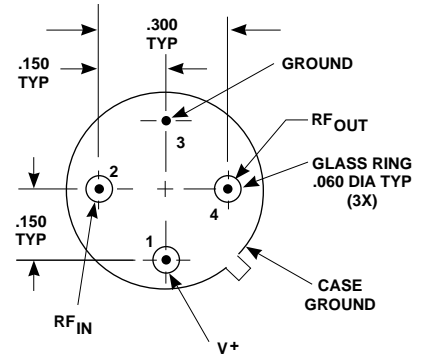 .300
TYP
.150
TYP
GROUND
3
RFOUT
2
GLASS RING
.060 DIA TYP
(3X)
4
.150
TYP
1
CASE
GROUND
RFIN
V+